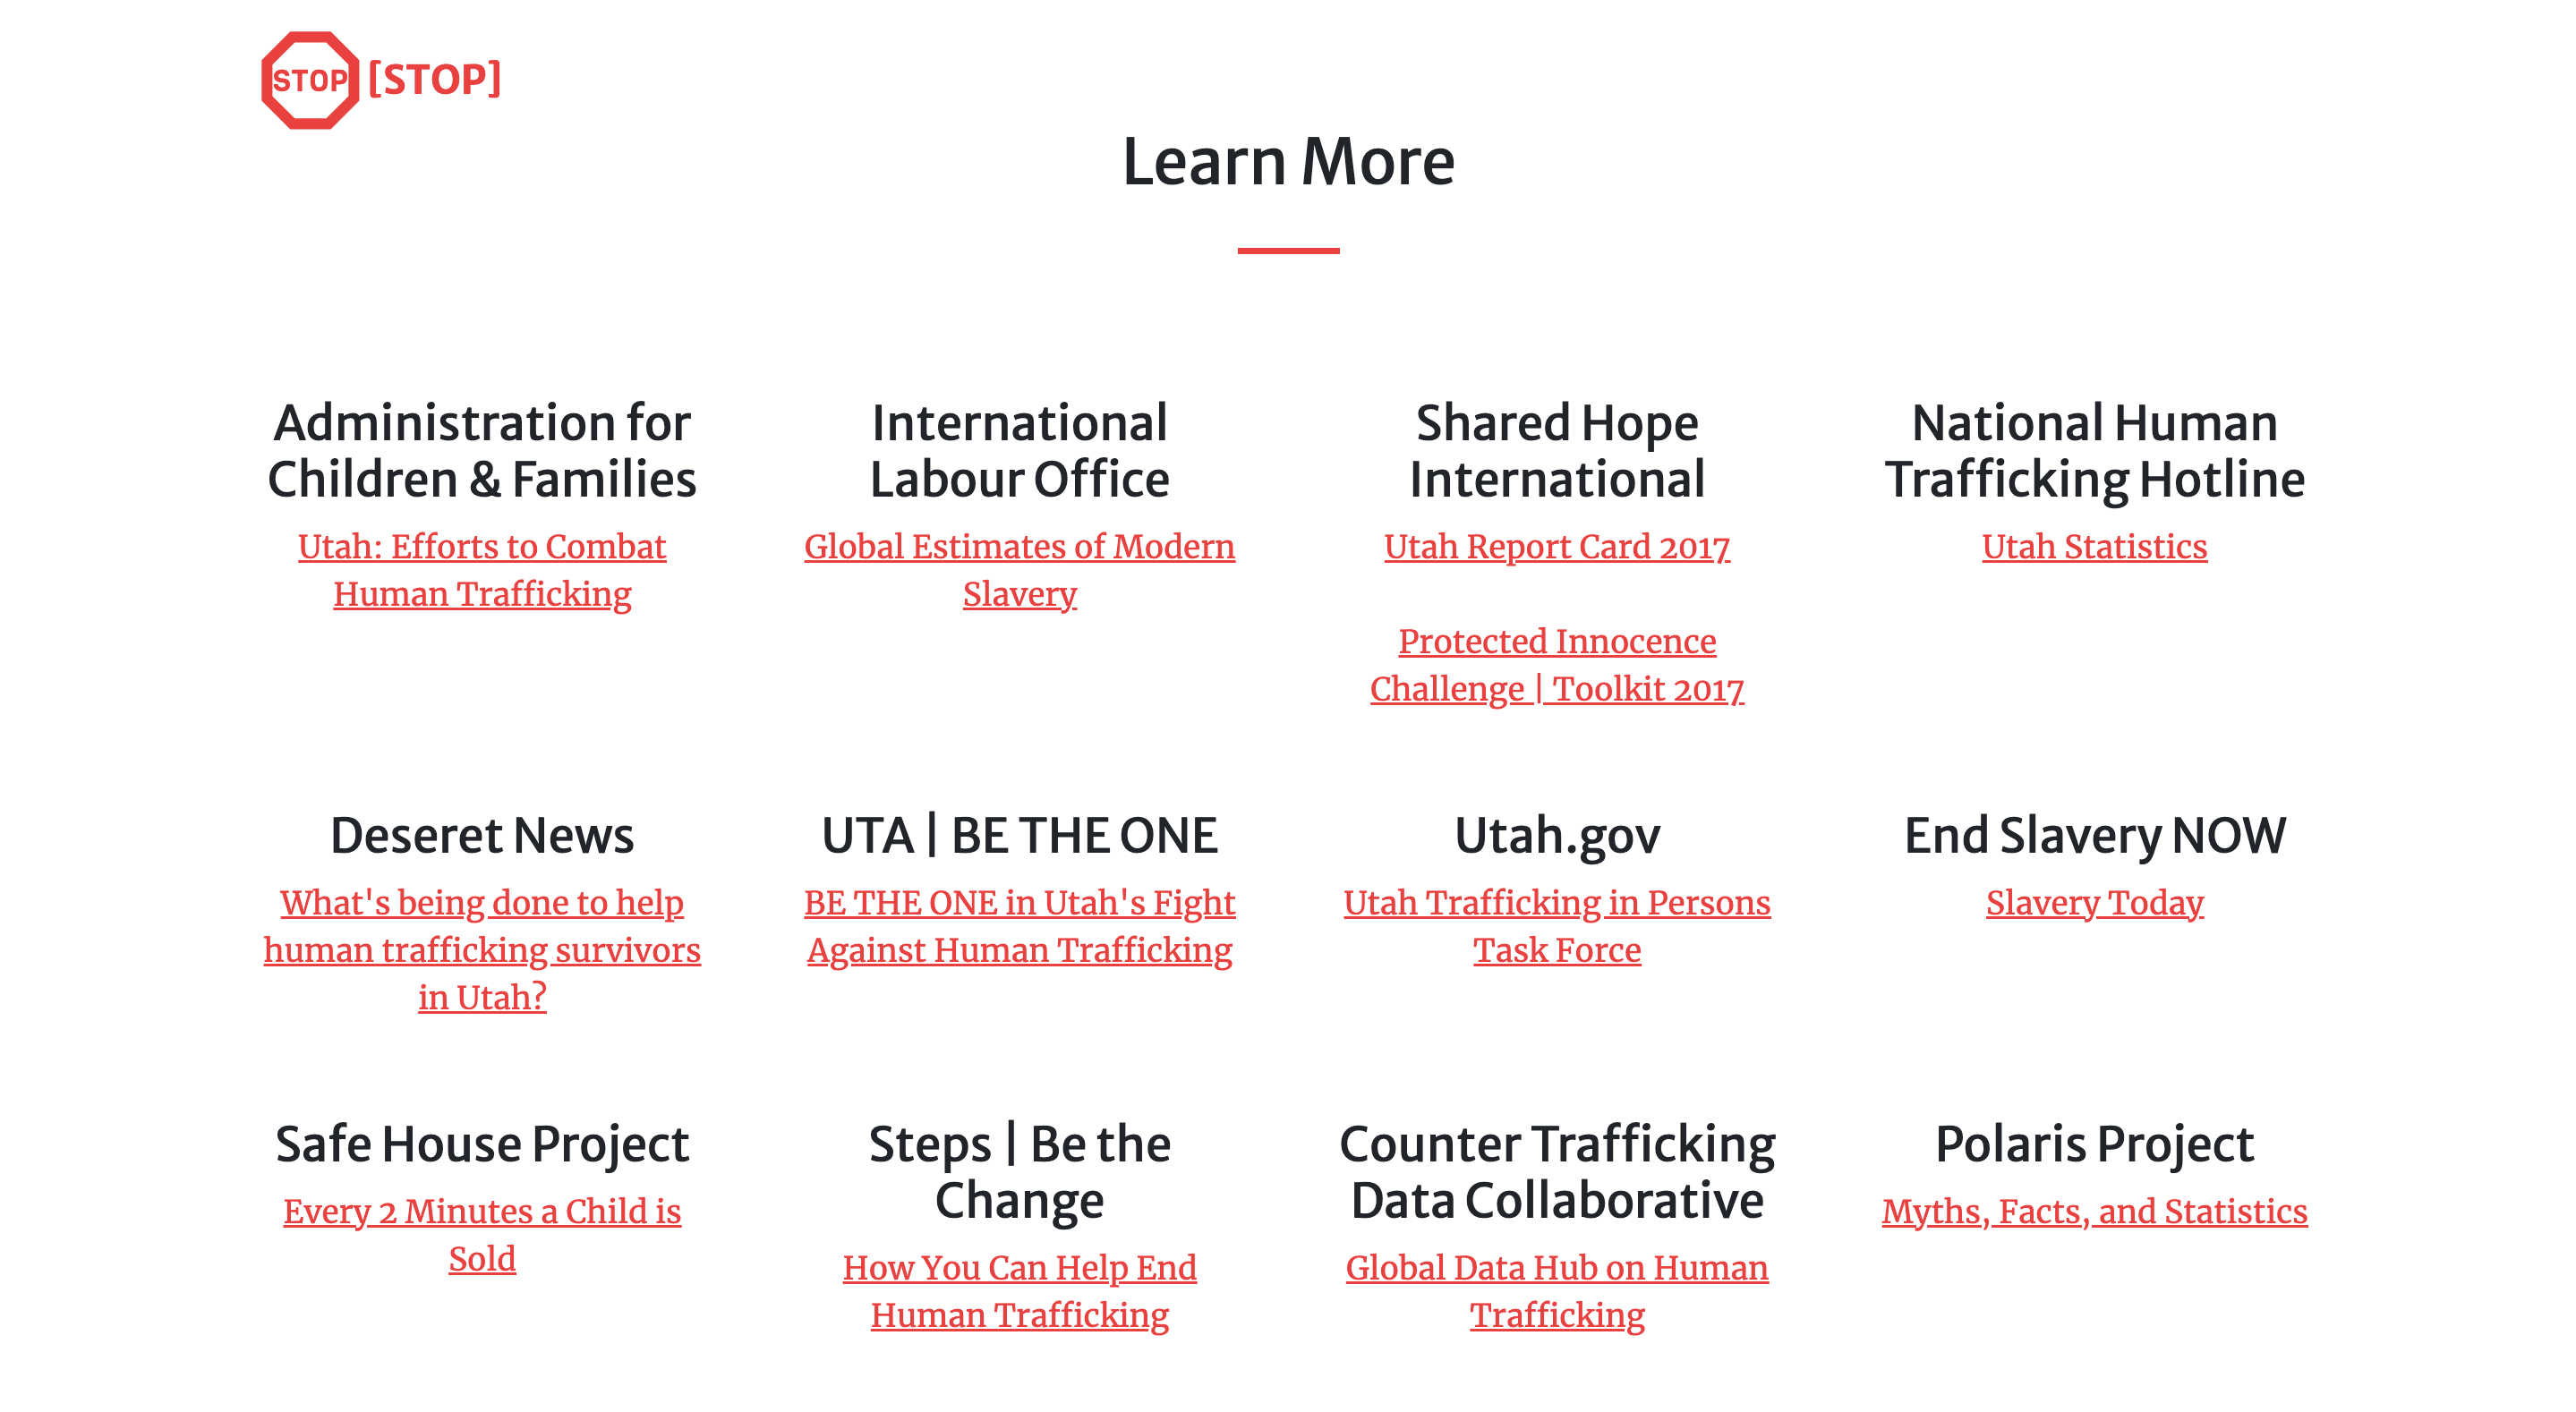 STOP [STOP]
Learn More
Administration for
Children & Families
Utah: Efforts to Combat
Human Trafficking
International
Labour Office
Global Estimates of Modern
Slavery
Shared Hope
International
Utah Report Card 2017
Protected Innocence
Challenge | Toolkit 2017
National Human
Trafficking Hotline
Utah Statistics
Deseret News
What's being done to help
human trafficking survivors
in Utah?
UTA | BE THE ONE
BE THE ONE in Utah's Fight
Against Human Trafficking
Utah.gov
Utah Trafficking in Persons
Task Force
End Slavery NOW
Slavery Today
Safe House Project
Every 2 Minutes a Child is
Sold
Steps | Be the
Change
How You Can Help End
Human Trafficking
Counter Trafficking
Data Collaborative
Global Data Hub on Human
Trafficking
Polaris Project
Myths, Facts, and Statistics